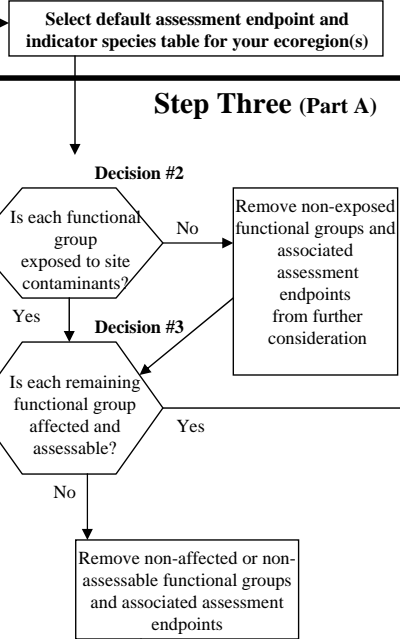 Select default assessment endpoint and
indicator species table for your ecoregion(s)
Step Three (Part A)
Decision #2
Is each functional
group
exposed to site
contaminants?
No
Remove non-exposed
functional groups and
associated
assessment
endpoints
from further
consideration
Yes
Decision #3
Is each remaining
functional group
affected and
assessable?
Yes
No
Remove non-affected or non-
assessable functional groups
and associated assessment
endpoints